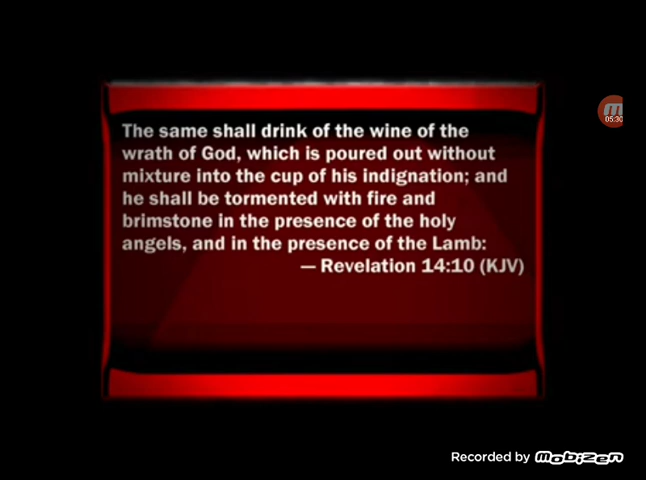 The same shall drink of the wine of the
wrath of God, which is poured out without
mixture into the cup of his indignation; and
he shall be tormented with fire and
brimstone in the presence of the holy
angels, and in the presence of the Lamb:
— Revelation 14:10 (KJV)
m
05:30
Recorded by mobizen